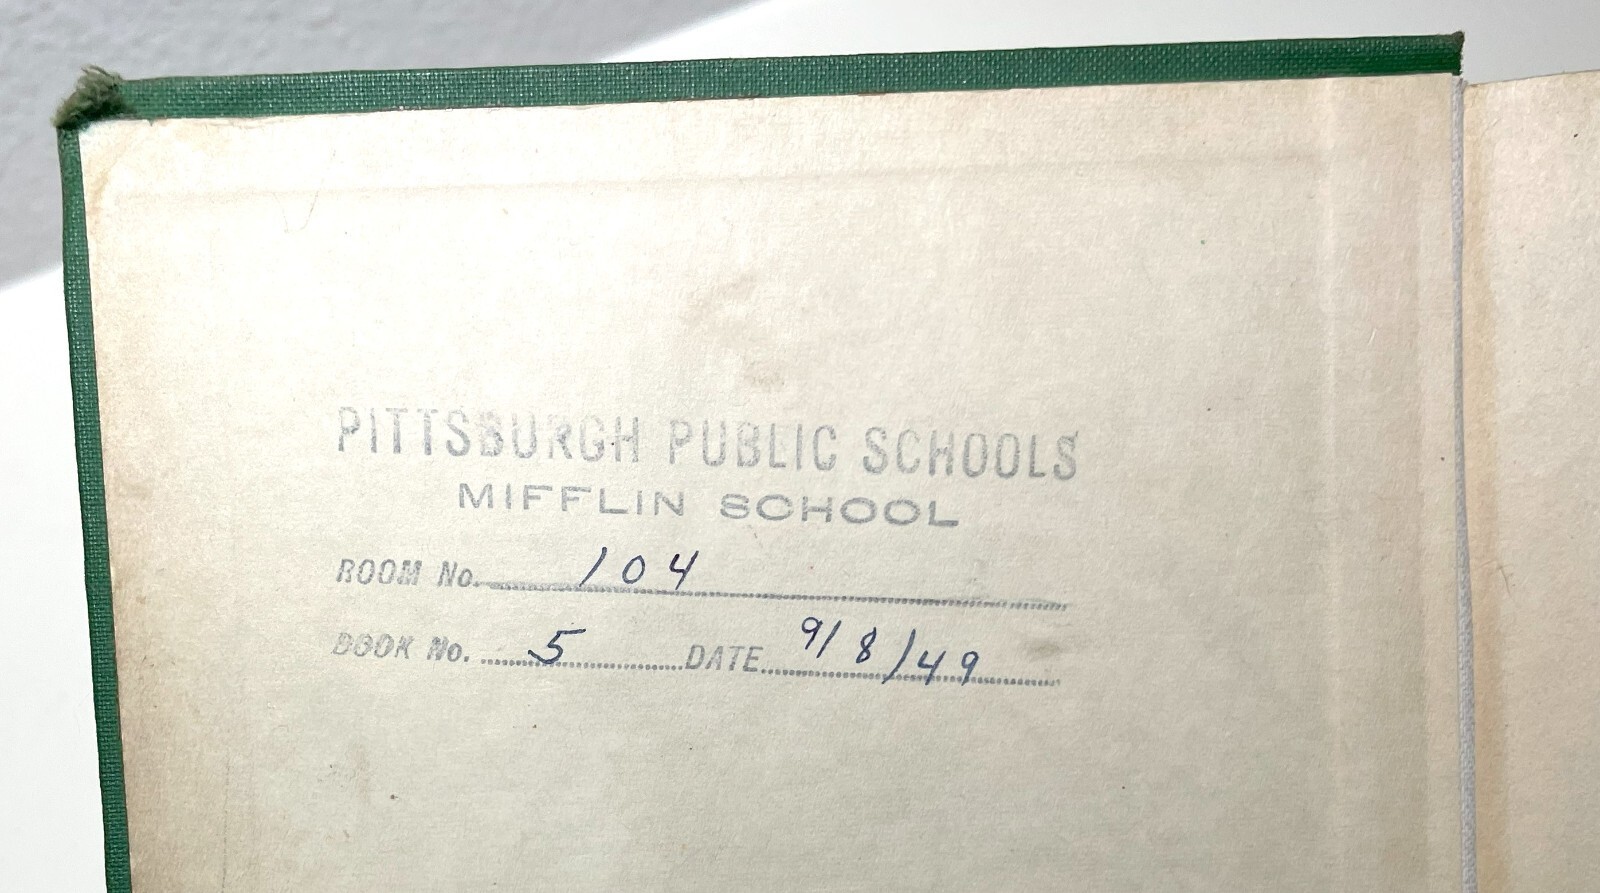 PITTSBURGH PUBLIC SCHOOLS
MIFFLIN SCHOOL
ROOM No. 104
BOOK No. 5 DATE 9/8/49